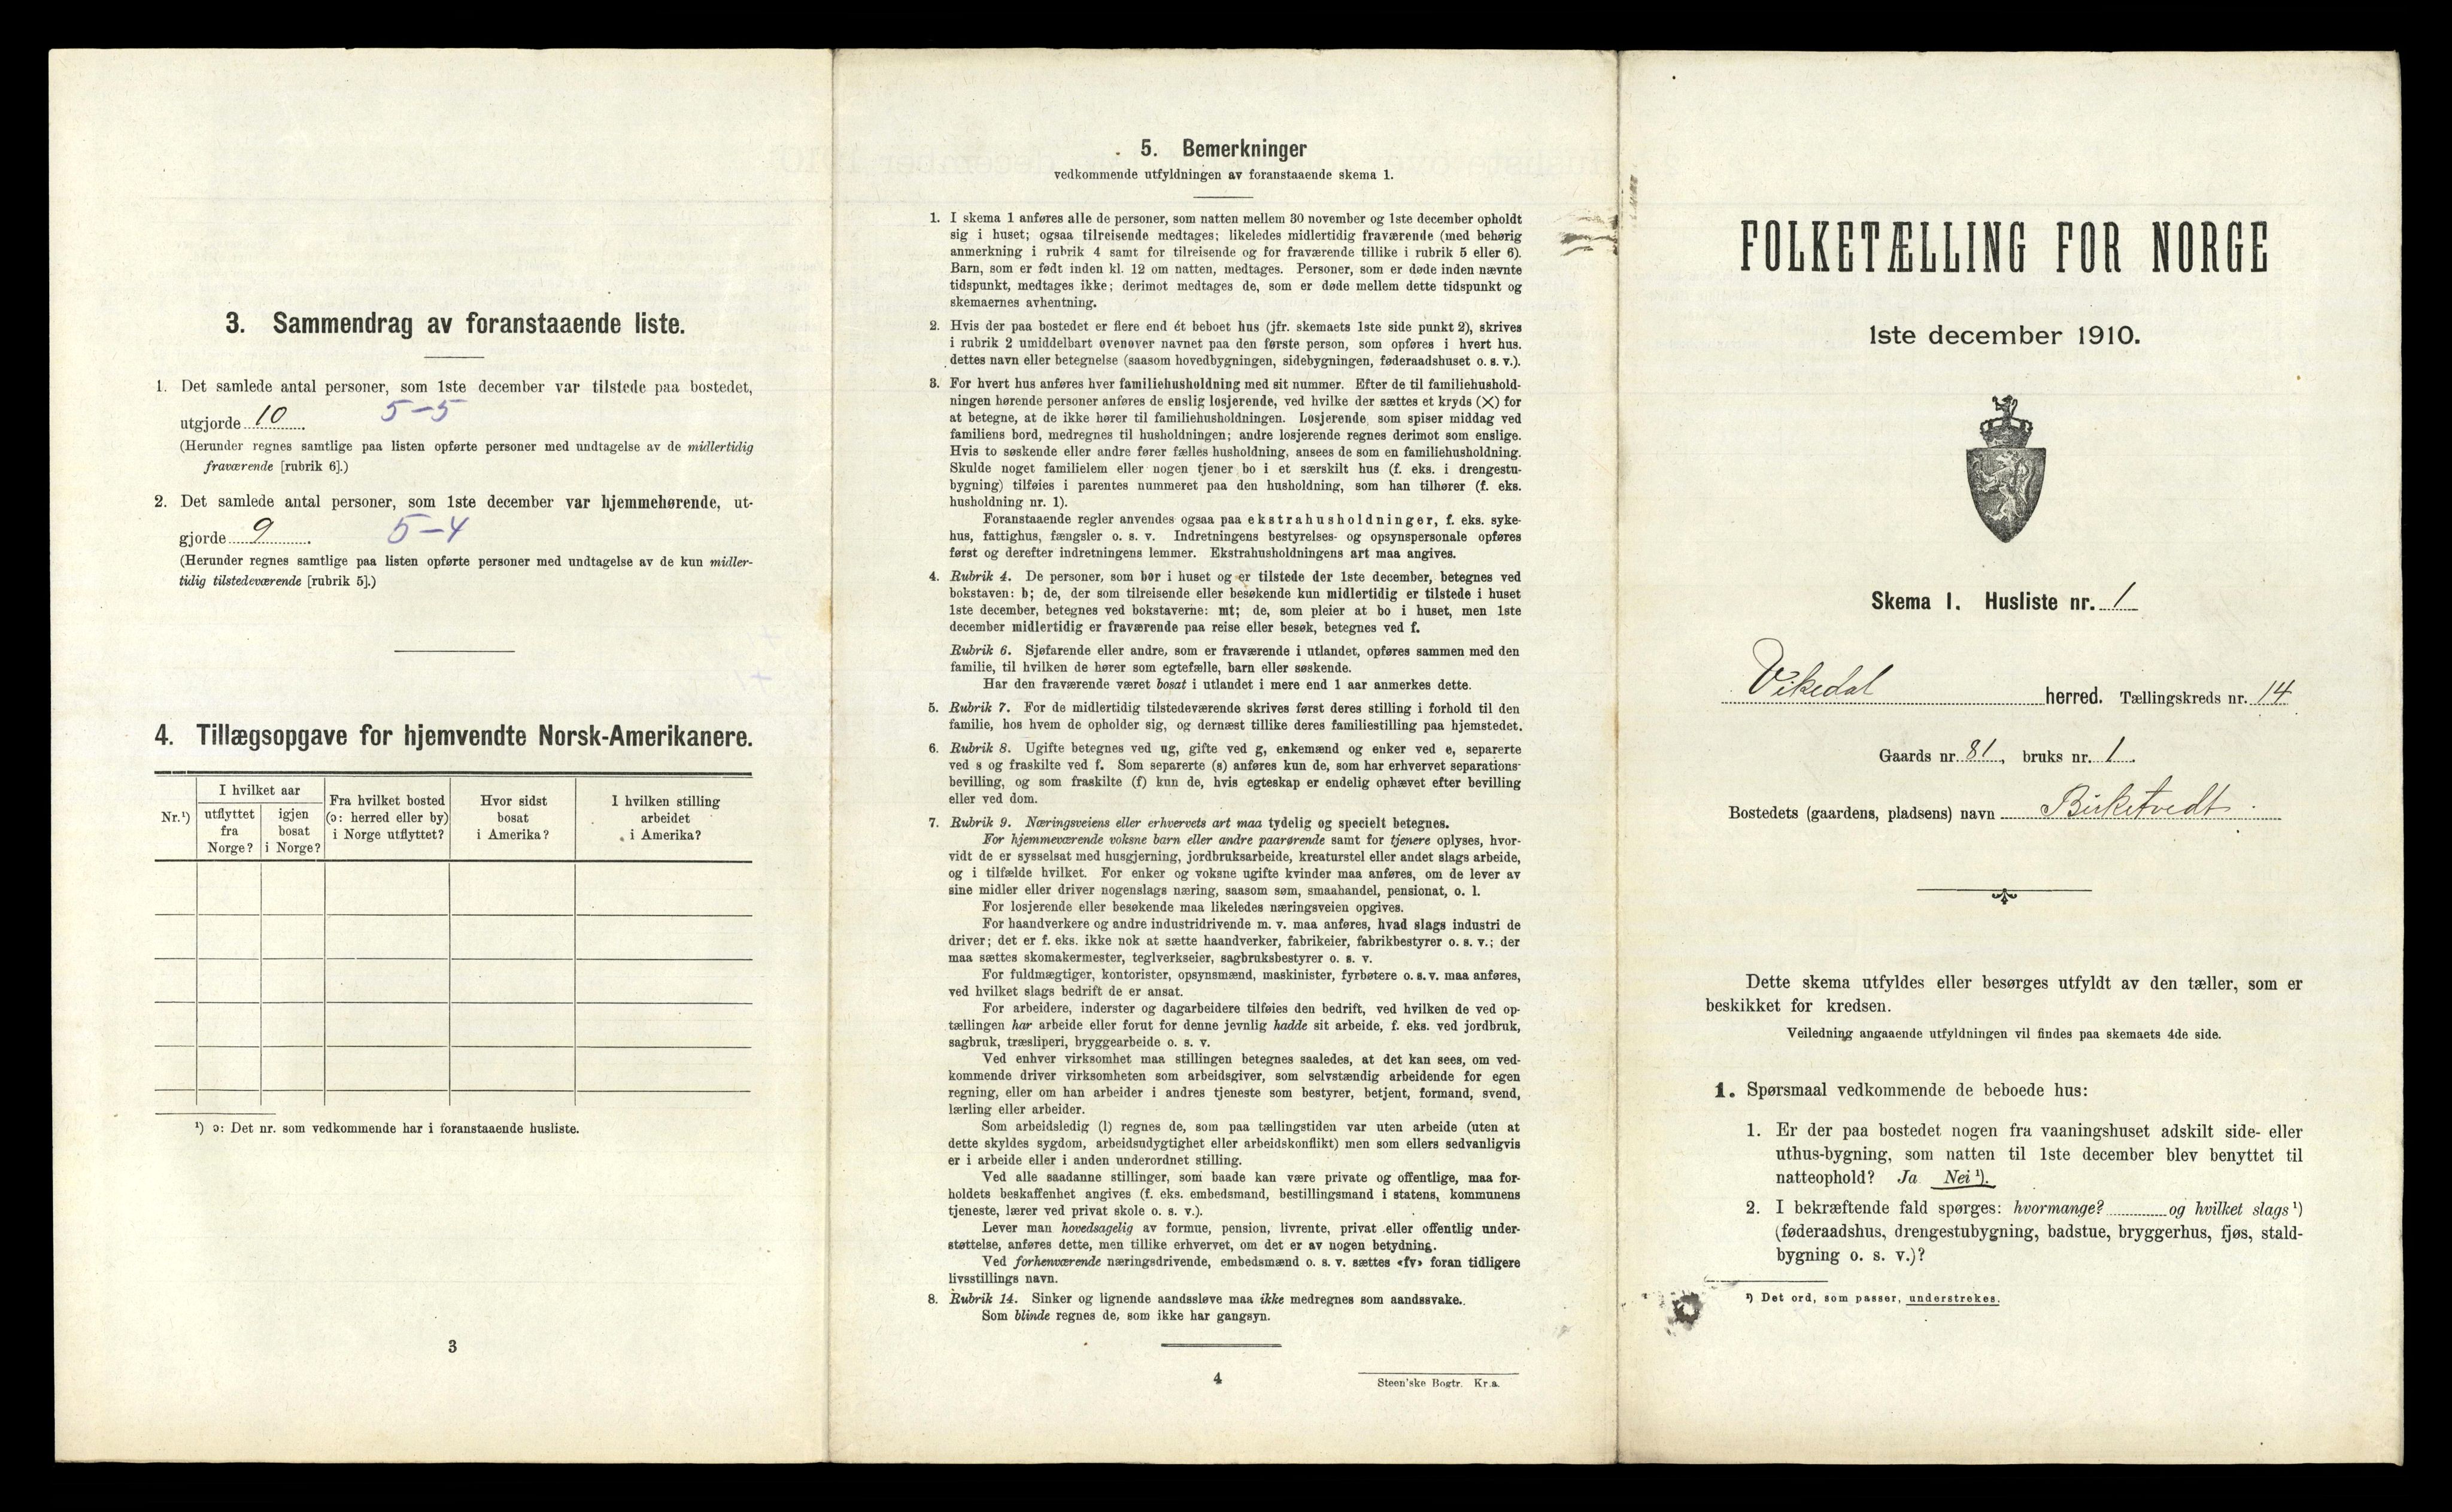 3. Sammendrag av foranstaaende liste.
1. Det samlede antal personer, som 1ste december var tilstede paa bostedet,
utgjorde 10. 5-5
(Herunder regnes samtlige paa listen opførte personer med undtagelse av de midlertidig
fraværende [rubrik 6].)
2. Det samlede antal personer, som 1ste december var hjemmehørende, ut-
gjorde 9. 5-4
(Herunder regnes samtlige paa listen opførte personer med undtagelse av de kun midler-
tidig tilstedeværende [rubrik 5].)
4. Tillægsopgave for hjemvendte Norsk-Amerikanere.
Nr.¹)
I hvilket aar
utflyttet
fra
Norge?
igjen
bosat
i Norge?
Fra hvilket bosted
(ɔ: herred eller by)
i Norge utflyttet?
Hvor sidst
bosat
i Amerika?
I hvilken stilling
arbeidet
i Amerika?
¹) ɔ: Det nr. som vedkommende har i foranstaaende husliste.
3
5. Bemerkninger
vedkommende utfyldningen av foranstaaende skema 1.
1. I skema 1 anføres alle de personer, som natten mellem 30 november og 1ste december opholdt
sig i huset; ogsaa tilreisende medtages; likeledes midlertidig fraværende (med behørig
anmerkning i rubrik 4 samt for tilreisende og for fraværende tillike i rubrik 5 eller 6).
Barn, som er født inden kl. 12 om natten, medtages. Personer, som er døde inden nævnte
tidspunkt, medtages ikke; derimot medtages de, som er døde mellem dette tidspunkt og
skemaernes avhentning.
2. Hvis der paa bostedet er flere end ét beboet hus (jfr. skemaets 1ste side punkt 2), skrives
i rubrik 2 umiddelbart ovenover navnet paa den første person, som opføres i hvert hus.
dettes navn eller betegnelse (saasom hovedbygningen, sidebygningen, føderaadshuset o. s. v.).
3. For hvert hus anføres hver familiehusholdning med sit nummer. Efter de til familiehushold-
ningen hørende personer anføres de enslig losjerende, ved hvilke der sættes et kryds (✕) for
at betegne, at de ikke hører til familiehusholdningen. Losjerende, som spiser middag ved
familiens bord, medregnes til husholdningen; andre losjerende regnes derimot som enslige.
Hvis to søskende eller andre fører fælles husholdning, ansees de som en familiehusholdning.
Skulde noget familielem eller nogen tjener bo i et særskilt hus (f. eks. i drengestu-
bygning) tilføies i parentes nummeret paa den husholdning, som han tilhører (f. eks.
husholdning nr. 1).
Foranstaaende regler anvendes ogsaa paa ekstrahusholdninger, f. eks. syke-
hus, fattighus, fængsler o. s. v. Indretningens bestyrelses- og opsynspersonale opføres
først og derefter indretningens lemmer. Ekstrahusholdningens art maa angives.
4. Rubrik 4. De personer, som bor i huset og er tilstede der 1ste december, betegnes ved
bokstaven: b; de, der som tilreisende eller besøkende kun midlertidig er tilstede i huset
1ste december, betegnes ved bokstaverne: mt; de, som pleier at bo i huset, men 1ste
december midlertidig er fraværende paa reise eller besøk, betegnes ved f.
Rubrik 6. Sjøfarende eller andre, som er fraværende i utlandet, opføres sammen med den
familie, til hvilken de hører som egtefælle, barn eller søskende.
Har den fraværende været bosat i utlandet i mere end 1 aar anmerkes dette.
5. Rubrik 7. For de midlertidig tilstedeværende skrives først deres stilling i forhold til den
familie, hos hvem de opholder sig, og dernæst tillike deres familiestilling paa hjemstedet.
6. Rubrik 8. Ugifte betegnes ved ug, gifte ved g, enkemænd og enker ved e, separerte
ved s og fraskilte ved f. Som separerte (s) anføres kun de, som har erhvervet separations-
bevilling, og som fraskilte (f) kun de, hvis egteskap er endelig ophævet efter bevilling
eller ved dom.
7. Rubrik 9. Næringsveiens eller erhvervets art maa tydelig og specielt betegnes.
For hjemmeværende voksne barn eller andre paarørende samt for tjenere oplyses, hvor-
vidt de er sysselsat med husgjerning, jordbruksarbeide, kreaturstel eller andet slags arbeide,
og i tilfælde hvilket. For enker og voksne ugifte kvinder maa anføres, om de lever av
sine midler eller driver nogenslags næring, saasom søm, smaahandel, pensionat, o. l.
For losjerende eller besøkende maa likeledes næringsveien opgives.
For haandverkere og andre industridrivende m. v. maa anføres, hvad slags industri de
driver; det er f. eks. ikke nok at sætte haandverker, fabrikeier, fabrikbestyrer o. s. v.; der
maa sættes skomakermester, teglverkseier, sagbruksbestyrer o. s. v.
For fuldmægtiger, kontorister, opsynsmænd, maskinister, fyrbøtere o. s. v. maa anføres,
ved hvilket slags bedrift de er ansat.
For arbeidere, inderster og dagarbeidere tilføies den bedrift, ved hvilken de ved op-
tællingen har arbeide eller forut for denne jevnlig hadde sit arbeide, f. eks. ved jordbruk,
sagbruk, træsliperi, bryggearbeide o. s. v.
Ved enhver virksomhet maa stillingen betegnes saaledes, at det kan sees, om ved-
kommende driver virksomheten som arbeidsgiver, som selvstændig arbeidende for egen
regning, eller om han arbeider i andres tjeneste som bestyrer, betjent, formand, svend,
lærling eller arbeider.
Som arbeidsledig (l) regnes de, som paa tællingstiden var uten arbeide (uten at
dette skyldes sygdom, arbeidsudygtighet eller arbeidskonflikt) men som ellers sedvanligvis
er i arbeide eller i anden underordnet stilling.
Ved alle saadanne stillinger, som baade kan være private og offentlige, maa for-
holdets beskaffenhet angives (f. eks. embedsmand, bestillingsmand i statens, kommunens
tjeneste, lærer ved privat skole o. s. v.).
Lever man hovedsagelig av formue, pension, livrente, privat eller offentlig under-
støttelse, anføres dette, men tillike erhvervet, om det er av nogen betydning.
Ved forhenværende næringsdrivende, embedsmænd o. s. v. sættes «fv» foran tidligere
livsstillings navn.
8. Rubrik 14. Sinker og lignende aandssløve maa ikke medregnes som aandssvake.
Som blinde regnes de, som ikke har gangsyn.
4
Steen'ske Bogtr. Kr.a.
FOLKETÆLLING FOR NORGE
1ste december 1910.
Skema 1. Husliste nr. 1
Vikedal herred. Tællingskreds nr. 14
Gaards nr. 81, bruks nr. 1.
Bostedets (gaardens, pladsens) navn Birketvedt
Dette skema utfyldes eller besørges utfyldt av den tæller, som er
beskikket for kredsen.
Veiledning angaaende utfyldningen vil findes paa skemaets 4de side.
1. Spørsmaal vedkommende de beboede hus:
1. Er der paa bostedet nogen fra vaaningshuset adskilt side- eller
uthus-bygning, som natten til 1ste december blev benyttet til
natteophold? Ja Nei ¹).
2. I bekræftende fald spørges: hvormange? og hvilket slags ¹)
(føderaadshus, drengestubygning, badstue, bryggerhus, fjøs, stald-
bygning o. s. v.)?
¹) Det ord, som passer, understrekes.